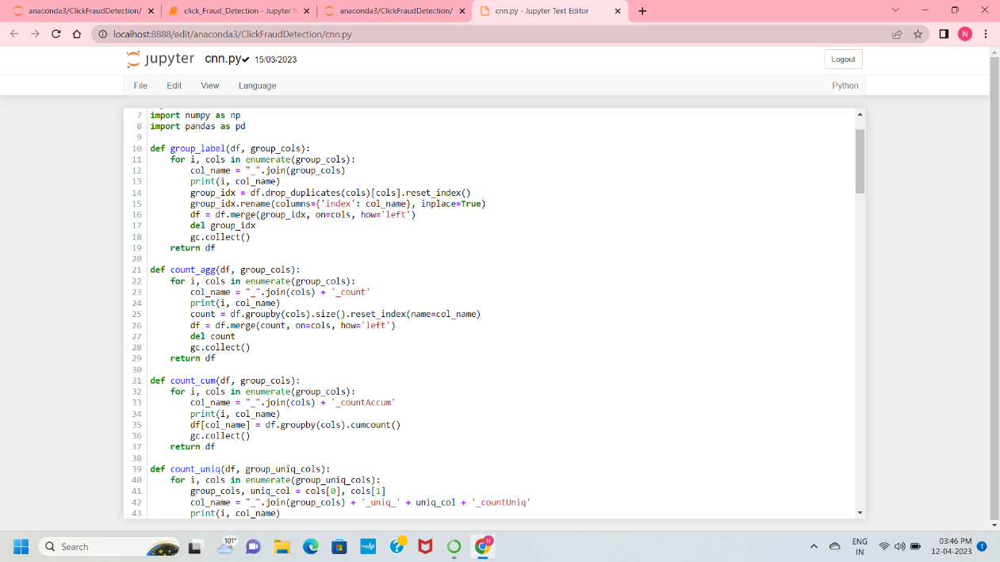 anaconda3/ClickFraudDetection/
click_Fraud_Detection - Jupyter N
anaconda3/ClickFraudDetection/
cnn.py - Jupyter Text Editor
localhost:8888/edit/anaconda3/ClickFraudDetection/cnn.py
N
jupyter cnn.py✔ 15/03/2023
Logout
File Edit View Language
Python
7 import numpy as np
8 import pandas as pd
9
10 def group_label(df, group_cols):
11     for i, cols in enumerate(group_cols):
12         col_name = "_".join(group_cols)
13         print(i, col_name)
14         group_idx = df.drop_duplicates(cols)[cols].reset_index()
15         group_idx.rename(columns={'index': col_name}, inplace=True)
16         df = df.merge(group_idx, on=cols, how='left')
17         del group_idx
18         gc.collect()
19     return df
20
21 def count_agg(df, group_cols):
22     for i, cols in enumerate(group_cols):
23         col_name = "_".join(cols) + '_count'
24         print(i, col_name)
25         count = df.groupby(cols).size().reset_index(name=col_name)
26         df = df.merge(count, on=cols, how='left')
27         del count
28         gc.collect()
29     return df
30
31 def count_cum(df, group_cols):
32     for i, cols in enumerate(group_cols):
33         col_name = "_".join(cols) + '_countAccum'
34         print(i, col_name)
35         df[col_name] = df.groupby(cols).cumcount()
36         gc.collect()
37     return df
38
39 def count_uniq(df, group_uniq_cols):
40     for i, cols in enumerate(group_uniq_cols):
41         group_cols, uniq_col = cols[0], cols[1]
42         col_name = "_".join(group_cols) + '_uniq_' + uniq_col + '_countUniq'
43         print(i, col_name)
Search
101°
myhp
N
ENG
IN
03:46 PM
12-04-2023
1